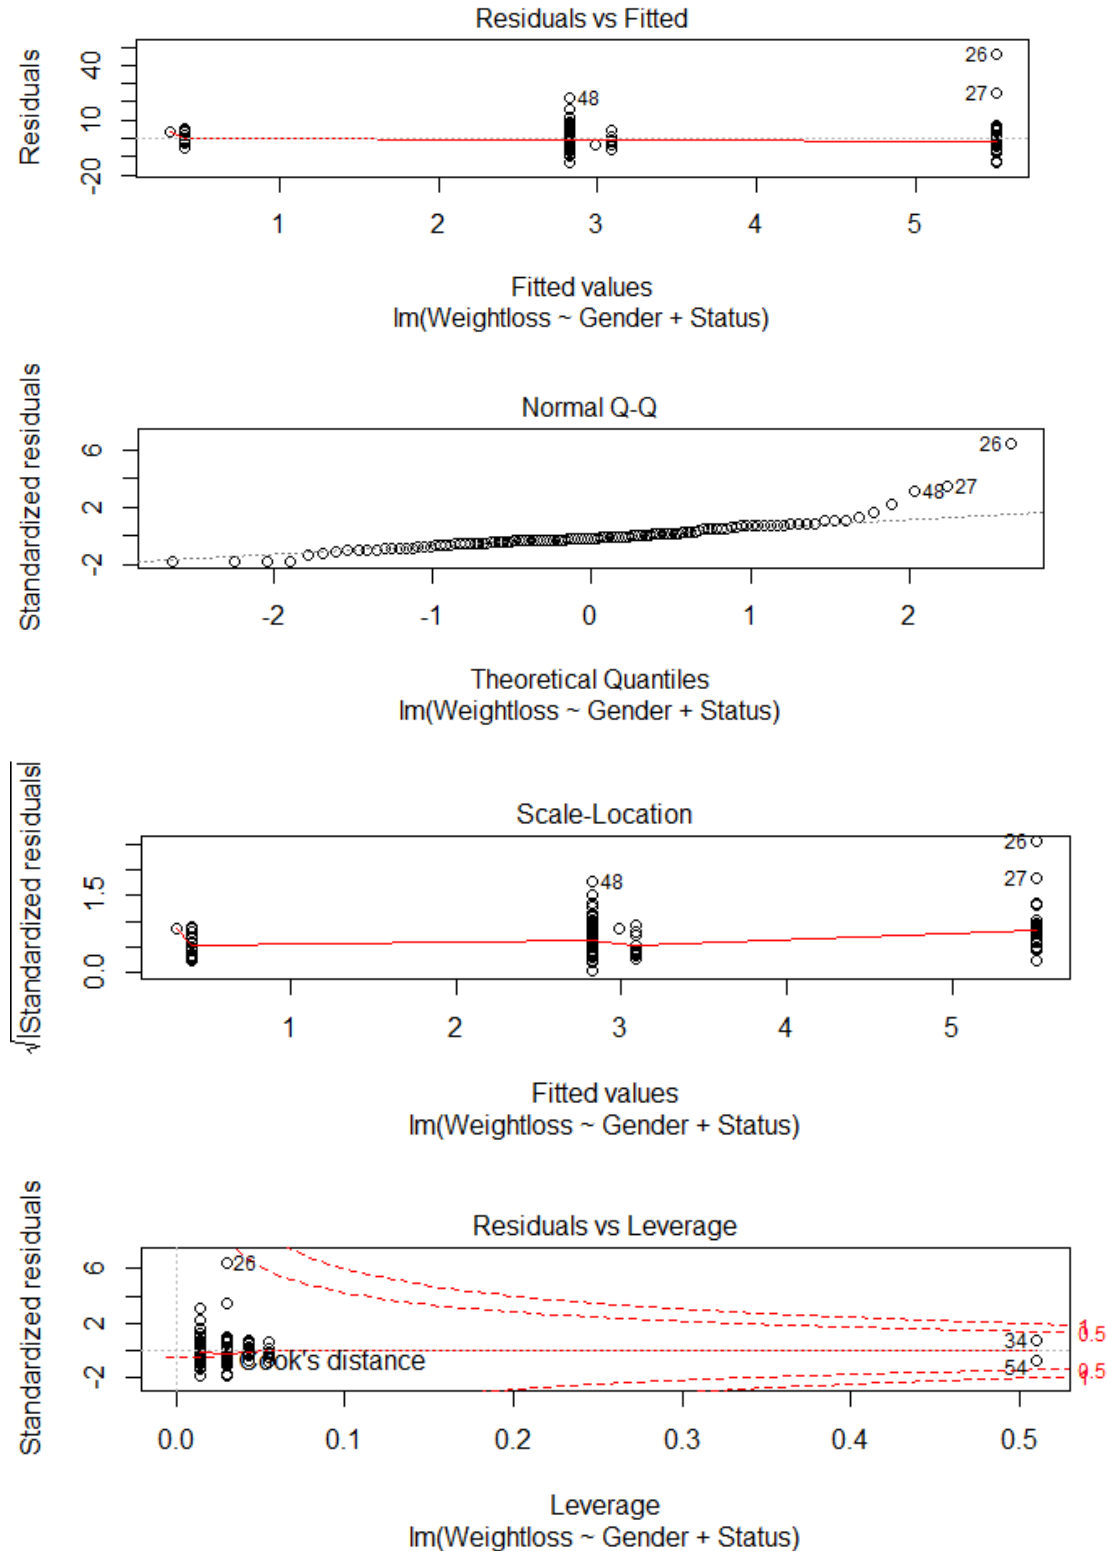 Residuals vs Fitted
Residuals
40
10
-20
26
27
48
1 2 3 4 5
Fitted values
lm(Weightloss ~ Gender + Status)
Normal Q-Q
Standardized residuals
6
2
-2
26
48 27
-2 -1 0 1 2
Theoretical Quantiles
lm(Weightloss ~ Gender + Status)
Scale-Location
√|Standardized residuals|
1.5
0.0
26
27
48
1 2 3 4 5
Fitted values
lm(Weightloss ~ Gender + Status)
Residuals vs Leverage
Standardized residuals
6
2
-2
26
1
0.5
34
54
0.5
1
Cook's distance
0.0 0.1 0.2 0.3 0.4 0.5
Leverage
lm(Weightloss ~ Gender + Status)